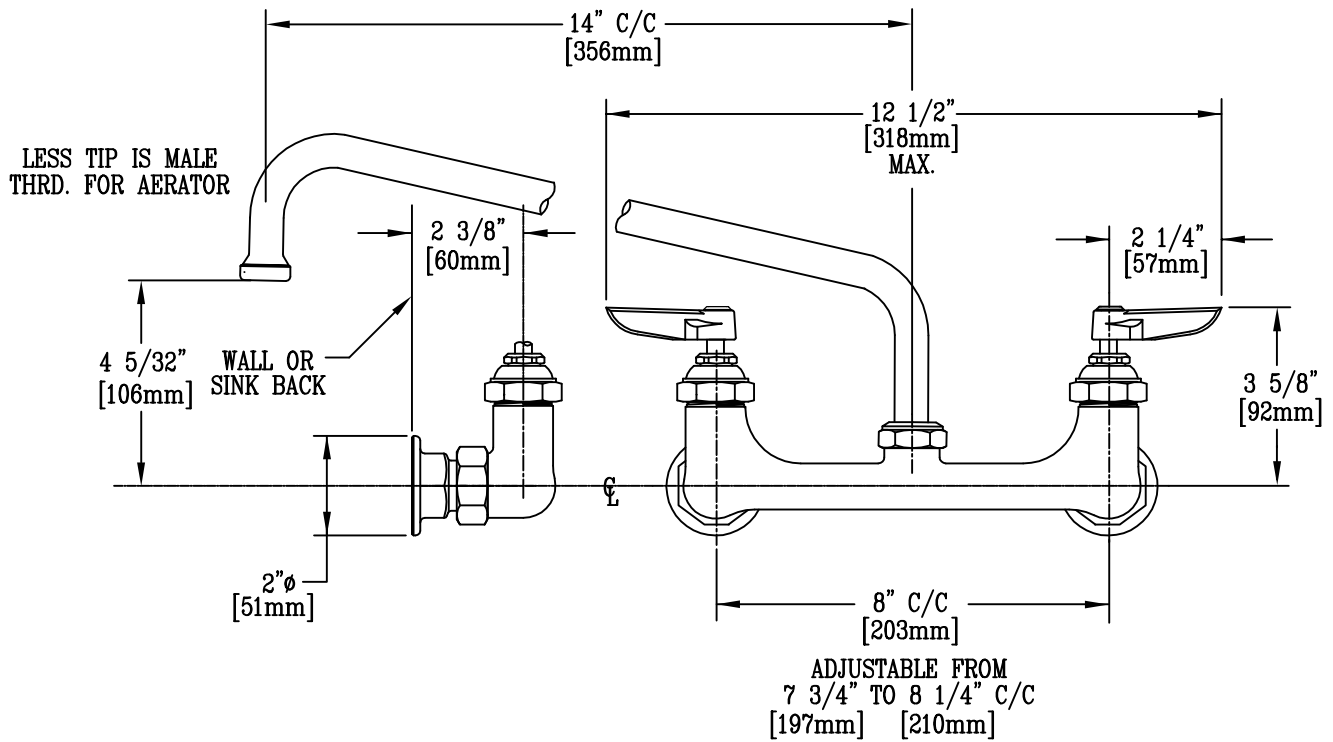 14" C/C
[356mm]
12 1/2"
[318mm]
MAX.
LESS TIP IS MALE
THRD. FOR AERATOR
2 3/8"
[60mm]
2 1/4"
[57mm]
4 5/32"
[106mm]
WALL OR
SINK BACK
3 5/8"
[92mm]
℄
2"ø
[51mm]
8" C/C
[203mm]
ADJUSTABLE FROM
7 3/4" TO 8 1/4" C/C
[197mm] [210mm]